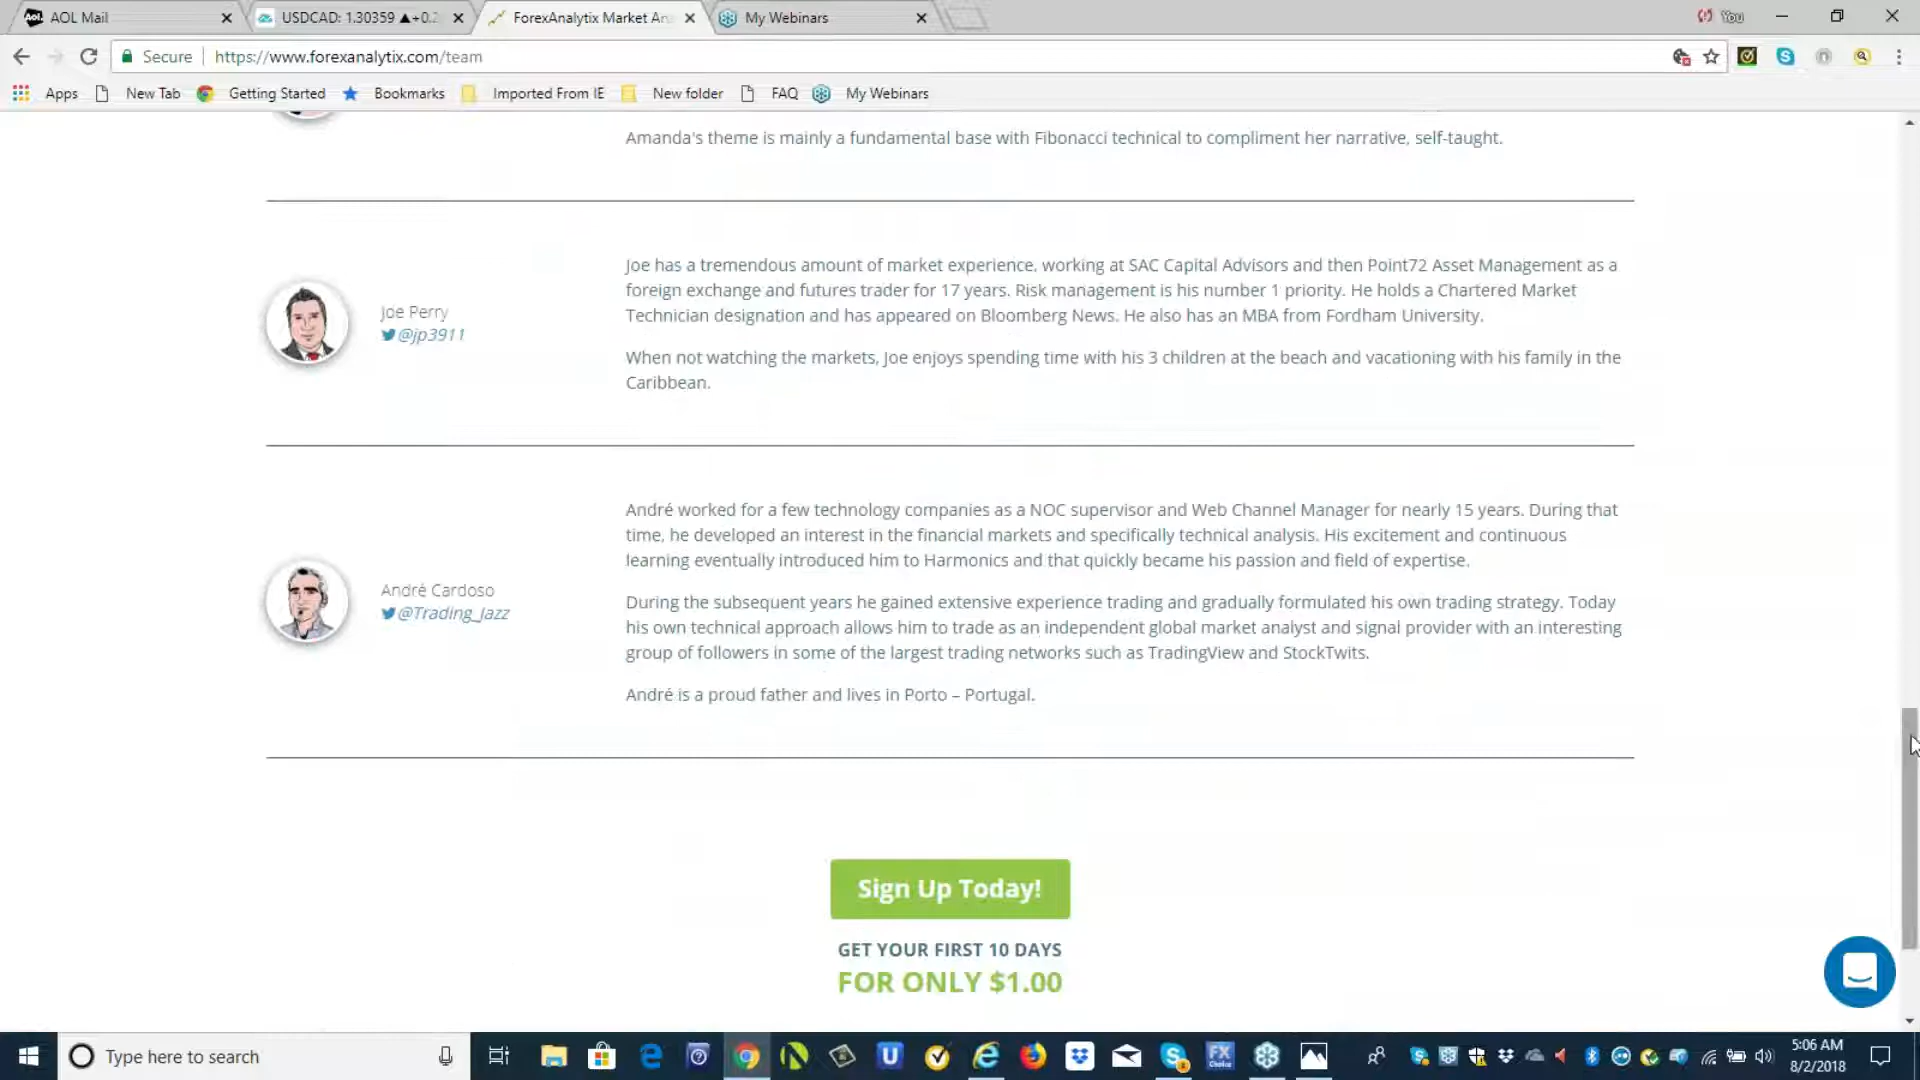 AOL Mail
USDCAD: 1.30359 ▲+0.
ForexAnalytix Market An
My Webinars
You
Secure
https://www.forexanalytix.com/team
Apps
New Tab
Getting Started
Bookmarks
Imported From IE
New folder
FAQ
My Webinars
Amanda's theme is mainly a fundamental base with Fibonacci technical to compliment her narrative, self-taught.
Joe Perry
@jp3911
Joe has a tremendous amount of market experience, working at SAC Capital Advisors and then Point72 Asset Management as a
foreign exchange and futures trader for 17 years. Risk management is his number 1 priority. He holds a Chartered Market
Technician designation and has appeared on Bloomberg News. He also has an MBA from Fordham University.
When not watching the markets, Joe enjoys spending time with his 3 children at the beach and vacationing with his family in the
Caribbean.
André Cardoso
@Trading_Jazz
André worked for a few technology companies as a NOC supervisor and Web Channel Manager for nearly 15 years. During that
time, he developed an interest in the financial markets and specifically technical analysis. His excitement and continuous
learning eventually introduced him to Harmonics and that quickly became his passion and field of expertise.
During the subsequent years he gained extensive experience trading and gradually formulated his own trading strategy. Today
his own technical approach allows him to trade as an independent global market analyst and signal provider with an interesting
group of followers in some of the largest trading networks such as TradingView and StockTwits.
André is a proud father and lives in Porto – Portugal.
Sign Up Today!
GET YOUR FIRST 10 DAYS
FOR ONLY $1.00
Type here to search
FX
Choice
5:06 AM
8/2/2018